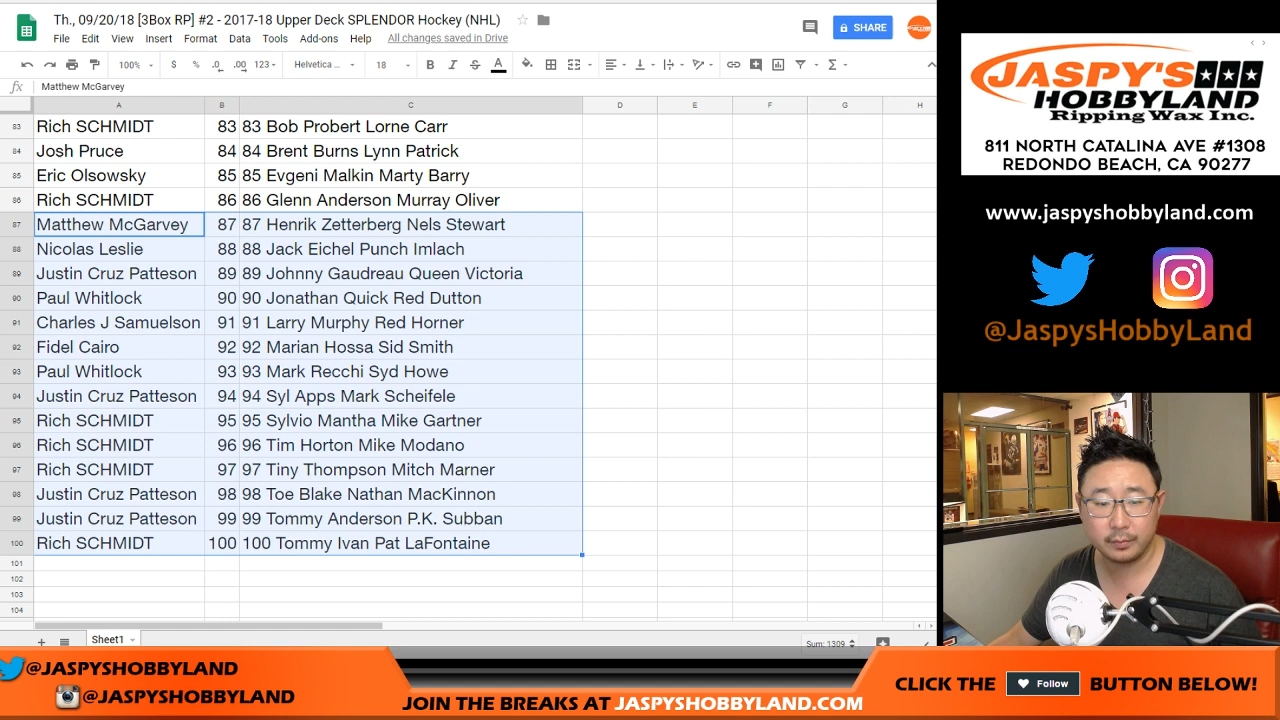 Th., 09/20/18 [3Box RP] #2 - 2017-18 Upper Deck SPLENDOR Hockey (NHL)
File Edit View Insert Format Data Tools Add-ons Help All changes saved in Drive
SHARE
100% $ % .0 .00 123 Helvetica ... 18 B I S A Σ
fx Matthew McGarvey
A B C D E F G H
83 Rich SCHMIDT 83 83 Bob Probert Lorne Carr
84 Josh Pruce 84 84 Brent Burns Lynn Patrick
85 Eric Olsowsky 85 85 Evgeni Malkin Marty Barry
86 Rich SCHMIDT 86 86 Glenn Anderson Murray Oliver
87 Matthew McGarvey 87 87 Henrik Zetterberg Nels Stewart
88 Nicolas Leslie 88 88 Jack Eichel Punch Imlach
89 Justin Cruz Patteson 89 89 Johnny Gaudreau Queen Victoria
90 Paul Whitlock 90 90 Jonathan Quick Red Dutton
91 Charles J Samuelson 91 91 Larry Murphy Red Horner
92 Fidel Cairo 92 92 Marian Hossa Sid Smith
93 Paul Whitlock 93 93 Mark Recchi Syd Howe
94 Justin Cruz Patteson 94 94 Syl Apps Mark Scheifele
95 Rich SCHMIDT 95 95 Sylvio Mantha Mike Gartner
96 Rich SCHMIDT 96 96 Tim Horton Mike Modano
97 Rich SCHMIDT 97 97 Tiny Thompson Mitch Marner
98 Justin Cruz Patteson 98 98 Toe Blake Nathan MacKinnon
99 Justin Cruz Patteson 99 99 Tommy Anderson P.K. Subban
100 Rich SCHMIDT 100 100 Tommy Ivan Pat LaFontaine
101
102
103
104
Sheet1
Sum: 1309
JASPY'S
HOBBYLAND
Ripping Wax Inc.
811 NORTH CATALINA AVE #1308
REDONDO BEACH, CA 90277
www.jaspyshobbyland.com
@JaspysHobbyLand
@JASPYSHOBBYLAND
@JASPYSHOBBYLAND
JOIN THE BREAKS AT JASPYSHOBBYLAND.COM
CLICK THE Follow BUTTON BELOW!